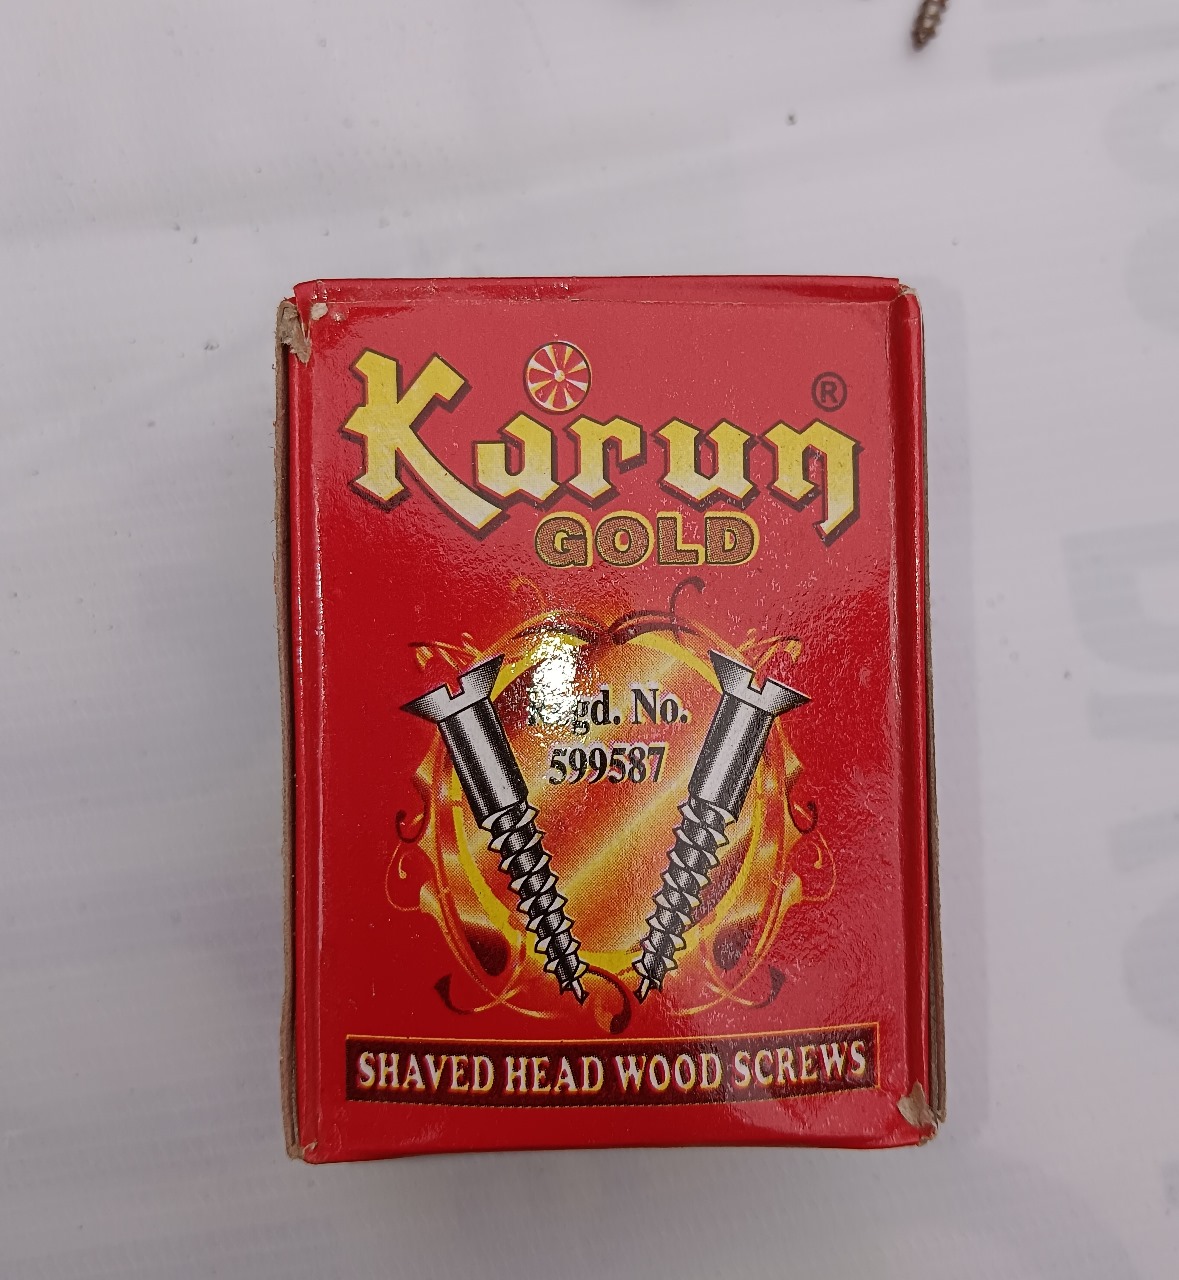 Karun ®
GOLD
Regd. No.
599587
SHAVED HEAD WOOD SCREWS